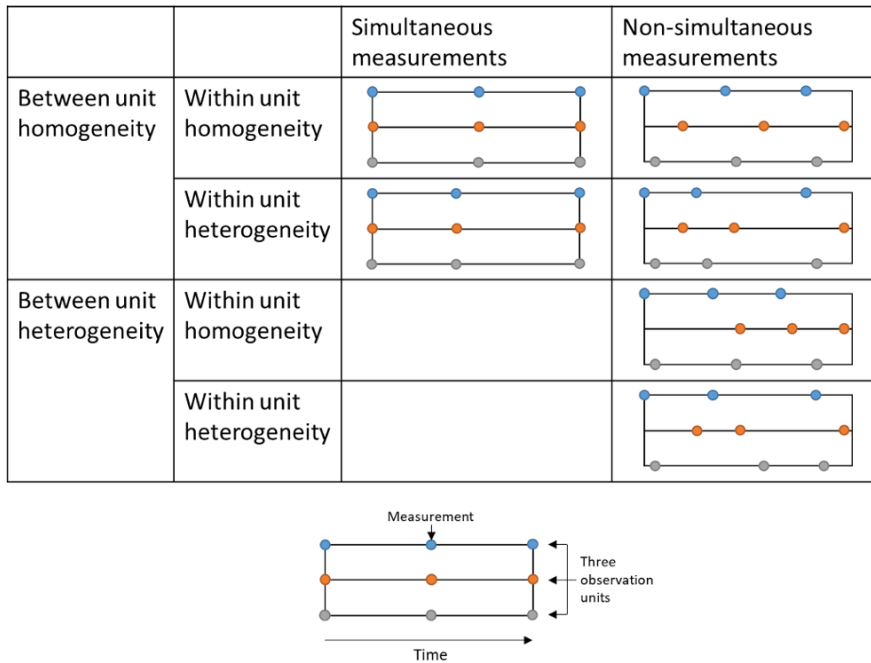 Simultaneous
measurements
Non-simultaneous
measurements
Between unit
homogeneity
Within unit
homogeneity
Within unit
heterogeneity
Between unit
heterogeneity
Within unit
homogeneity
Within unit
heterogeneity
Measurement
Three
observation
units
Time